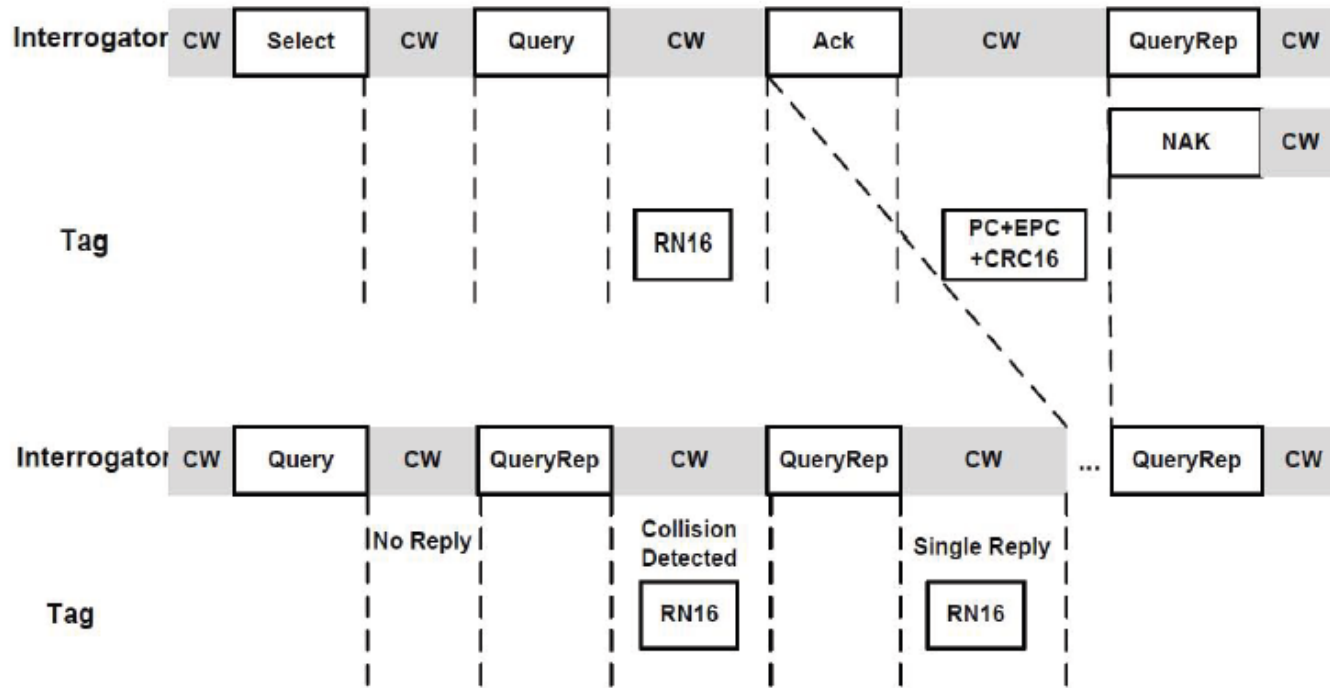 Interrogator CW Select CW Query CW Ack CW QueryRep CW
NAK CW
Tag RN16 PC+EPC
+CRC16
Interrogator CW Query CW QueryRep CW QueryRep CW ... QueryRep CW
No Reply Collision
Detected Single Reply
Tag RN16 RN16